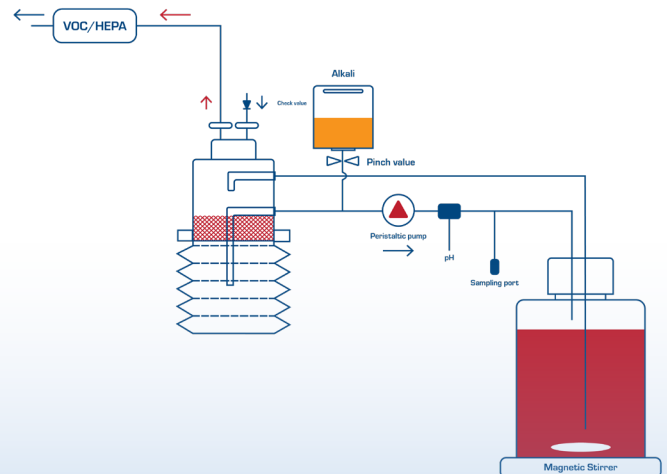 VOC/HEPA
Alkali
Check value
Pinch value
Peristaltic pump
pH
Sampling port
Magnetic Stirrer